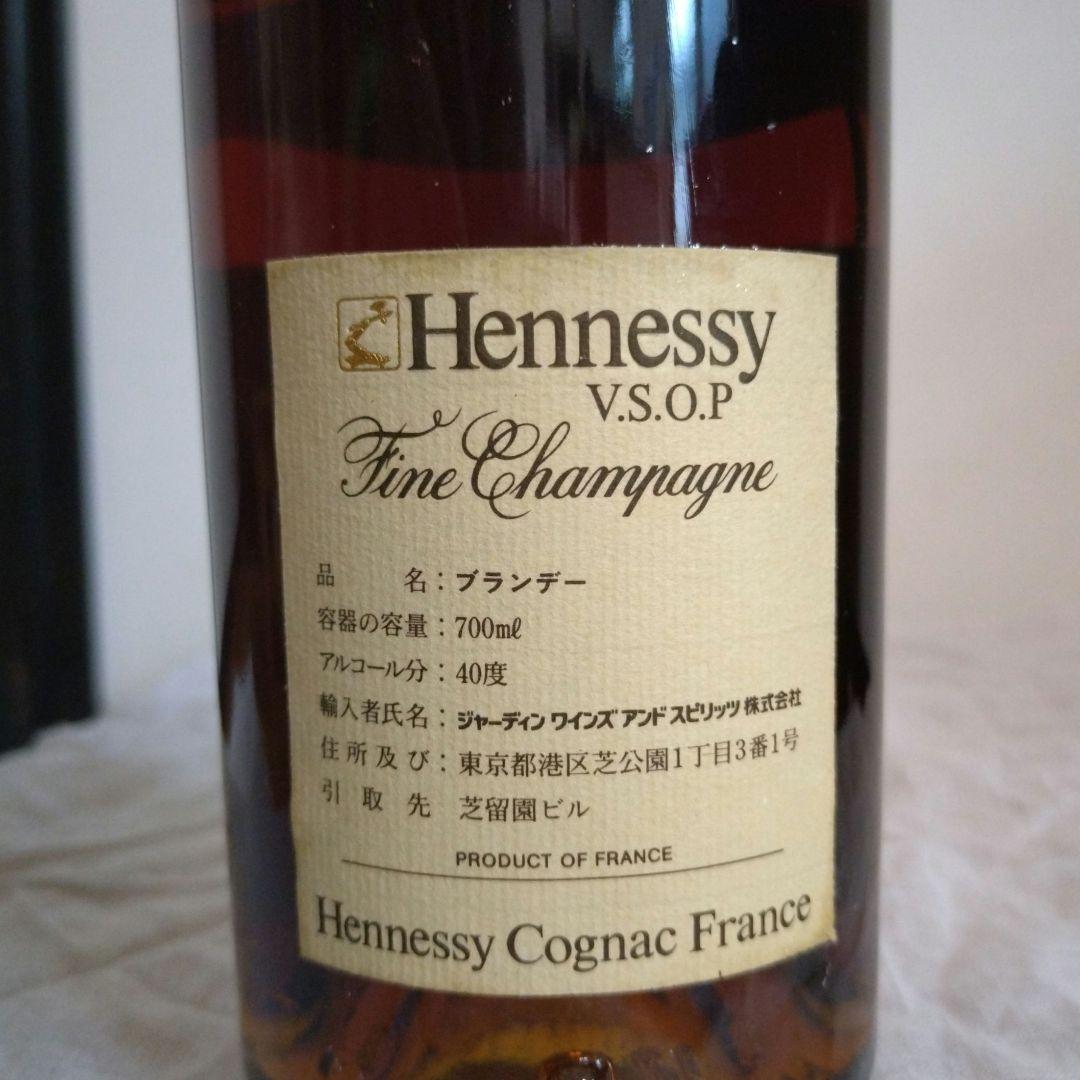 Hennessy
V.S.O.P
Fine Champagne
品名：ブランデー
容器の容量：700mℓ
アルコール分：40度
輸入者氏名：ジャーディン ワインズ アンド スピリッツ 株式会社
住所及び：東京都港区芝公園1丁目3番1号
引取先 芝留園ビル
PRODUCT OF FRANCE
Hennessy Cognac France